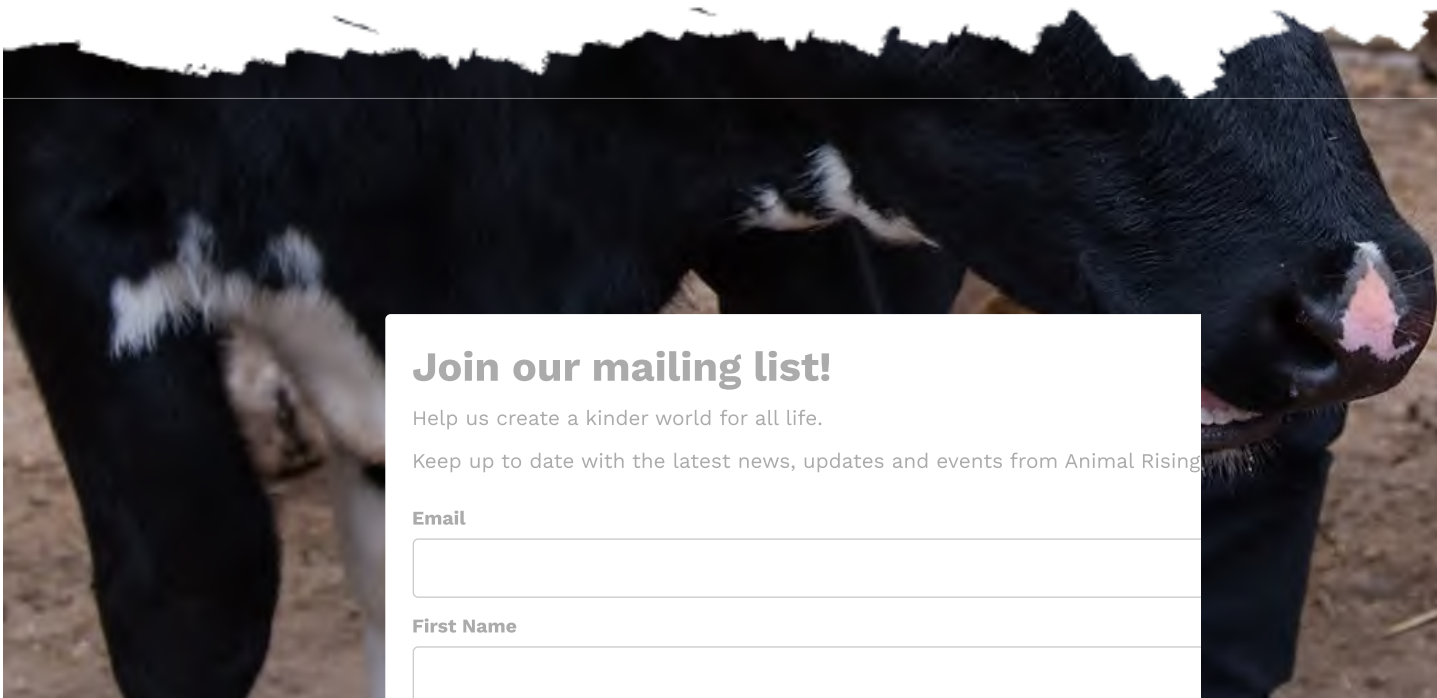 Join our mailing list!
Help us create a kinder world for all life.
Keep up to date with the latest news, updates and events from Animal Rising
Email
First Name